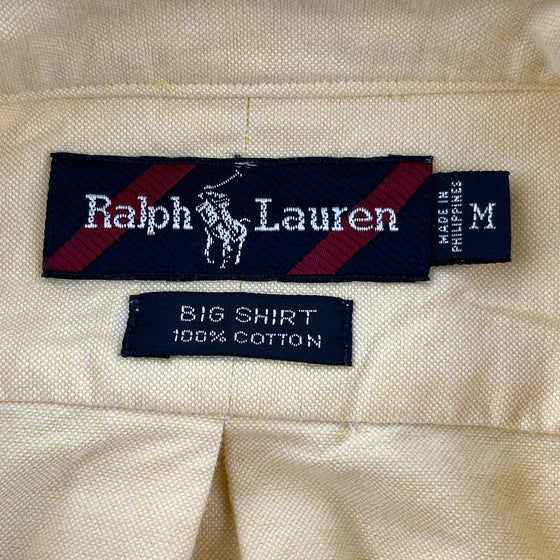 Ralph Lauren
MADE IN
PHILIPPINES
M
BIG SHIRT
100% COTTON